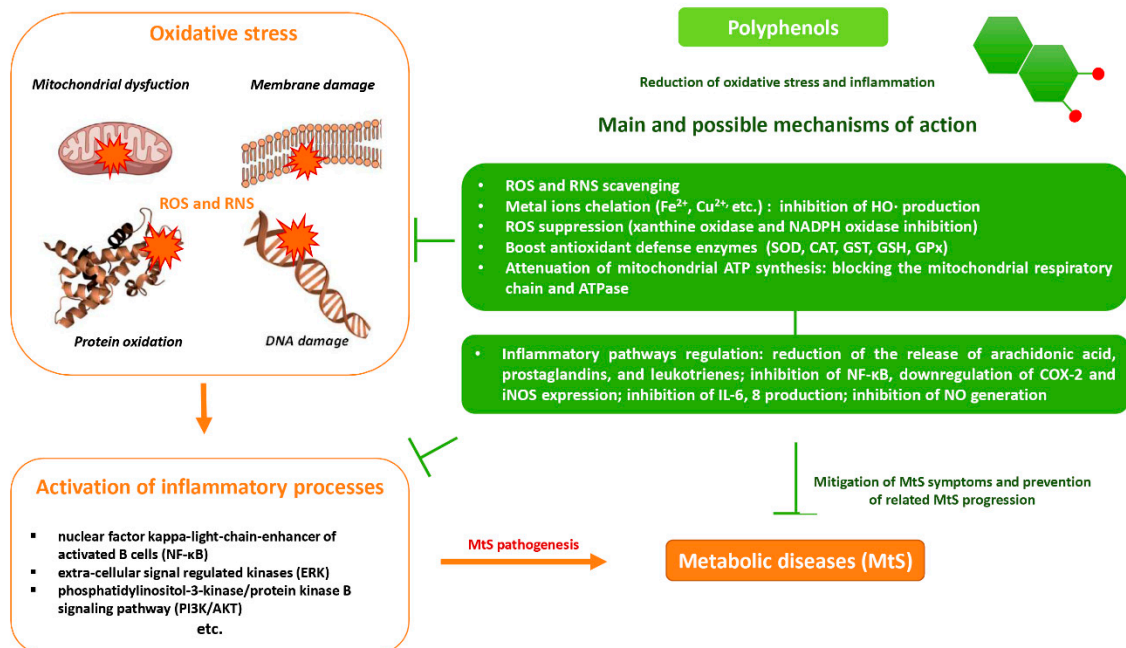 Oxidative stress
Mitochondrial dysfuction
Membrane damage
ROS and RNS
Protein oxidation
DNA damage
Activation of inflammatory processes
▪ nuclear factor kappa-light-chain-enhancer of
activated B cells (NF-κB)
▪ extra-cellular signal regulated kinases (ERK)
▪ phosphatidylinositol-3-kinase/protein kinase B
signaling pathway (PI3K/AKT)
etc.
Polyphenols
Reduction of oxidative stress and inflammation
Main and possible mechanisms of action
• ROS and RNS scavenging
• Metal ions chelation (Fe²⁺, Cu²⁺, etc.) : inhibition of HO· production
• ROS suppression (xanthine oxidase and NADPH oxidase inhibition)
• Boost antioxidant defense enzymes (SOD, CAT, GST, GSH, GPx)
• Attenuation of mitochondrial ATP synthesis: blocking the mitochondrial respiratory
chain and ATPase
• Inflammatory pathways regulation: reduction of the release of arachidonic acid,
prostaglandins, and leukotrienes; inhibition of NF-κB, downregulation of COX-2 and
iNOS expression; inhibition of IL-6, 8 production; inhibition of NO generation
Mitigation of MtS symptoms and prevention
of related MtS progression
MtS pathogenesis
Metabolic diseases (MtS)